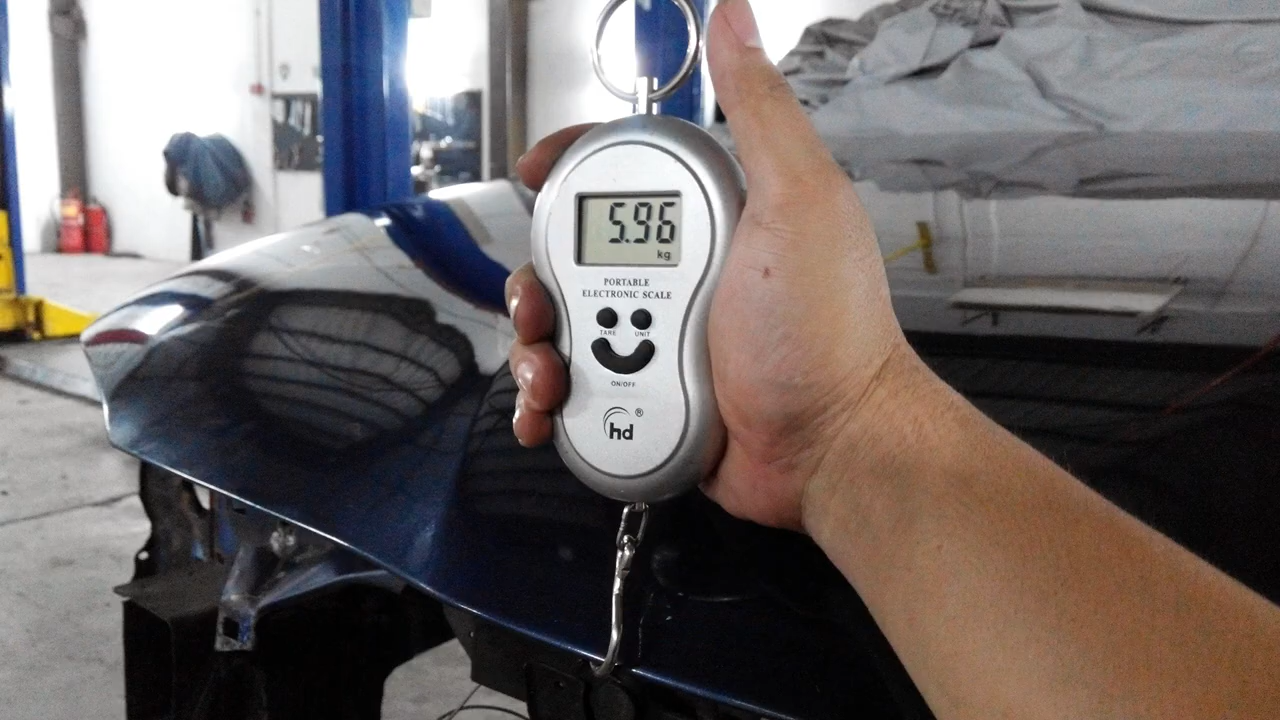 5.96
kg
PORTABLE
ELECTRONIC SCALE
TARE UNIT
ON/OFF
hd®